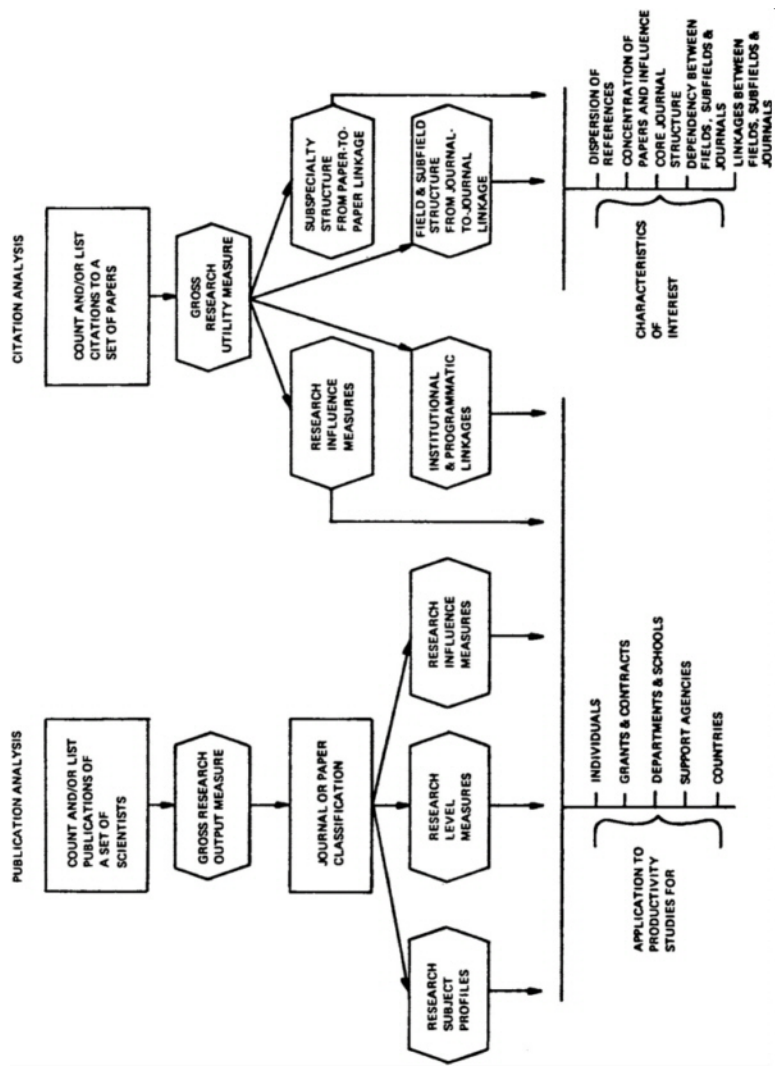 PUBLICATION ANALYSIS
COUNT AND/OR LIST
PUBLICATIONS OF
A SET OF
SCIENTISTS
GROSS RESEARCH
OUTPUT MEASURE
JOURNAL OR PAPER
CLASSIFICATION
RESEARCH
SUBJECT
PROFILES
RESEARCH
LEVEL
MEASURES
RESEARCH
INFLUENCE
MEASURES
APPLICATION TO
PRODUCTIVITY
STUDIES FOR
INDIVIDUALS
GRANTS & CONTRACTS
DEPARTMENTS & SCHOOLS
SUPPORT AGENCIES
COUNTRIES
CITATION ANALYSIS
COUNT AND/OR LIST
CITATIONS TO A
SET OF PAPERS
GROSS
RESEARCH
UTILITY MEASURE
RESEARCH
INFLUENCE
MEASURES
SUBSPECIALTY
STRUCTURE
FROM PAPER-TO-
PAPER LINKAGE
INSTITUTIONAL
& PROGRAMMATIC
LINKAGES
FIELD & SUBFIELD
STRUCTURE
FROM JOURNAL-
TO-JOURNAL
LINKAGE
CHARACTERISTICS
OF
INTEREST
DISPERSION OF
REFERENCES
CONCENTRATION OF
PAPERS AND INFLUENCE
CORE JOURNAL
STRUCTURE
DEPENDENCY BETWEEN
FIELDS, SUBFIELDS &
JOURNALS
LINKAGES BETWEEN
FIELDS, SUBFIELDS &
JOURNALS